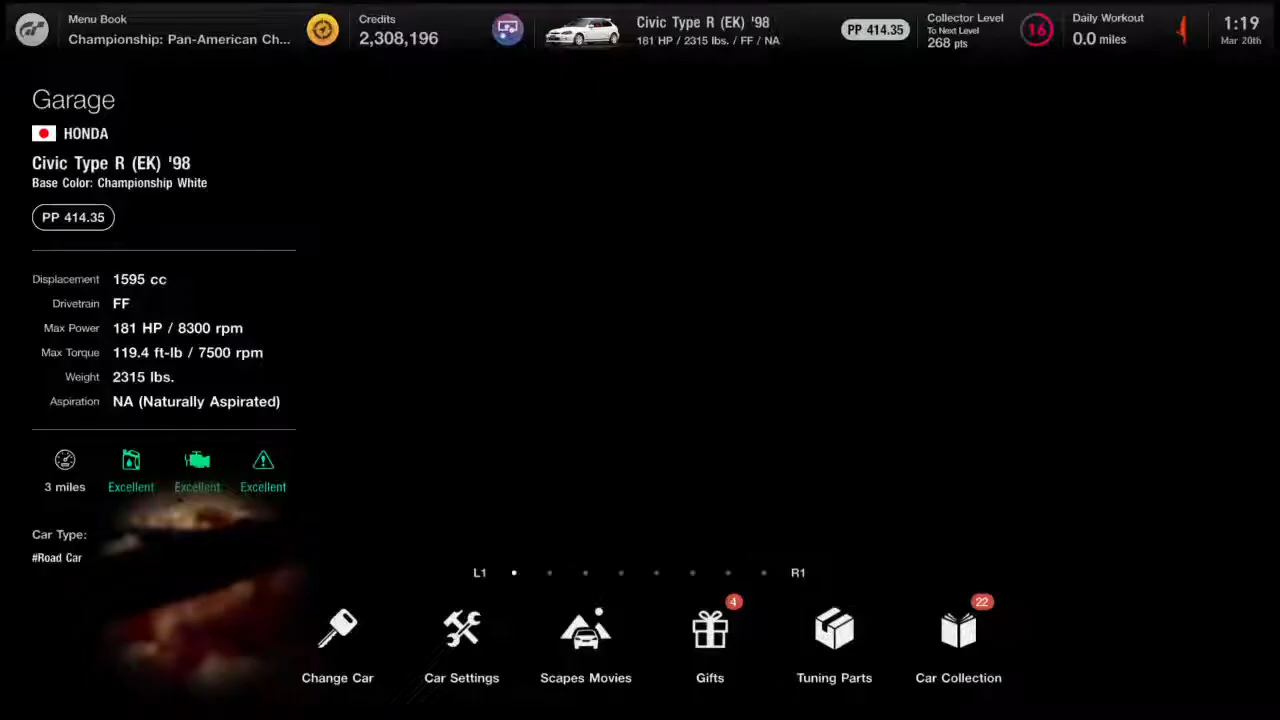 Menu Book
Championship: Pan-American Ch...
Credits
2,308,196
Civic Type R (EK) '98
181 HP / 2315 lbs. / FF / NA
PP 414.35
Collector Level
To Next Level
268 pts
16
Daily Workout
0.0 miles
1:19
Mar 20th
Garage
HONDA
Civic Type R (EK) '98
Base Color: Championship White
PP 414.35
Displacement 1595 cc
Drivetrain FF
Max Power 181 HP / 8300 rpm
Max Torque 119.4 ft-lb / 7500 rpm
Weight 2315 lbs.
Aspiration NA (Naturally Aspirated)
3 miles Excellent Excellent Excellent
Car Type:
#Road Car
L1 R1
4
22
Change Car Car Settings Scapes Movies Gifts Tuning Parts Car Collection